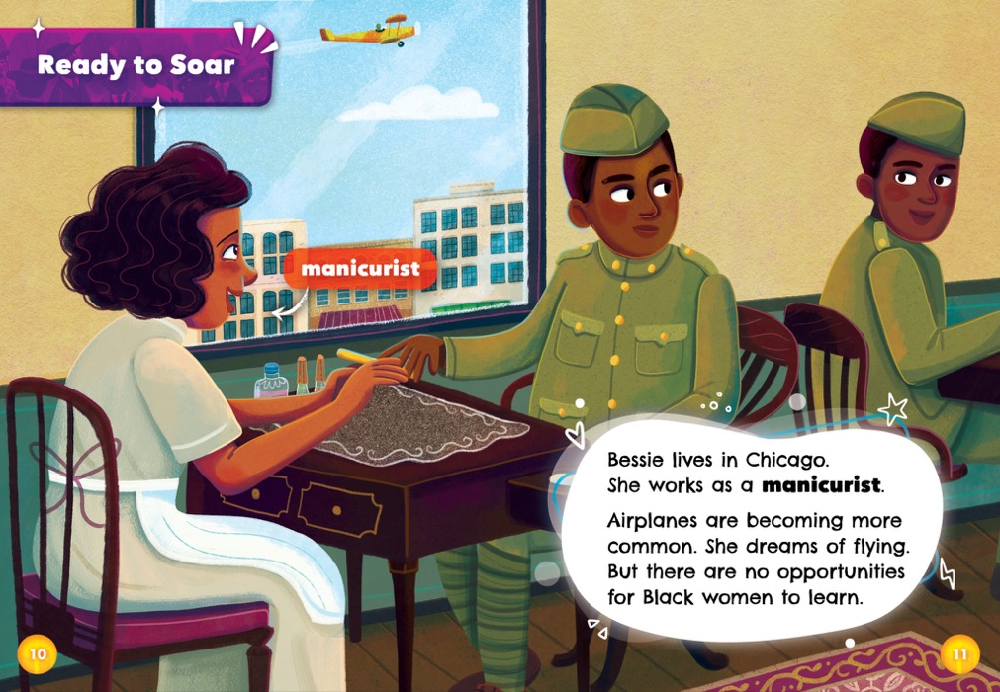 Ready to Soar
manicurist
Bessie lives in Chicago.
She works as a manicurist.
Airplanes are becoming more
common. She dreams of flying.
But there are no opportunities
for Black women to learn.
10
11